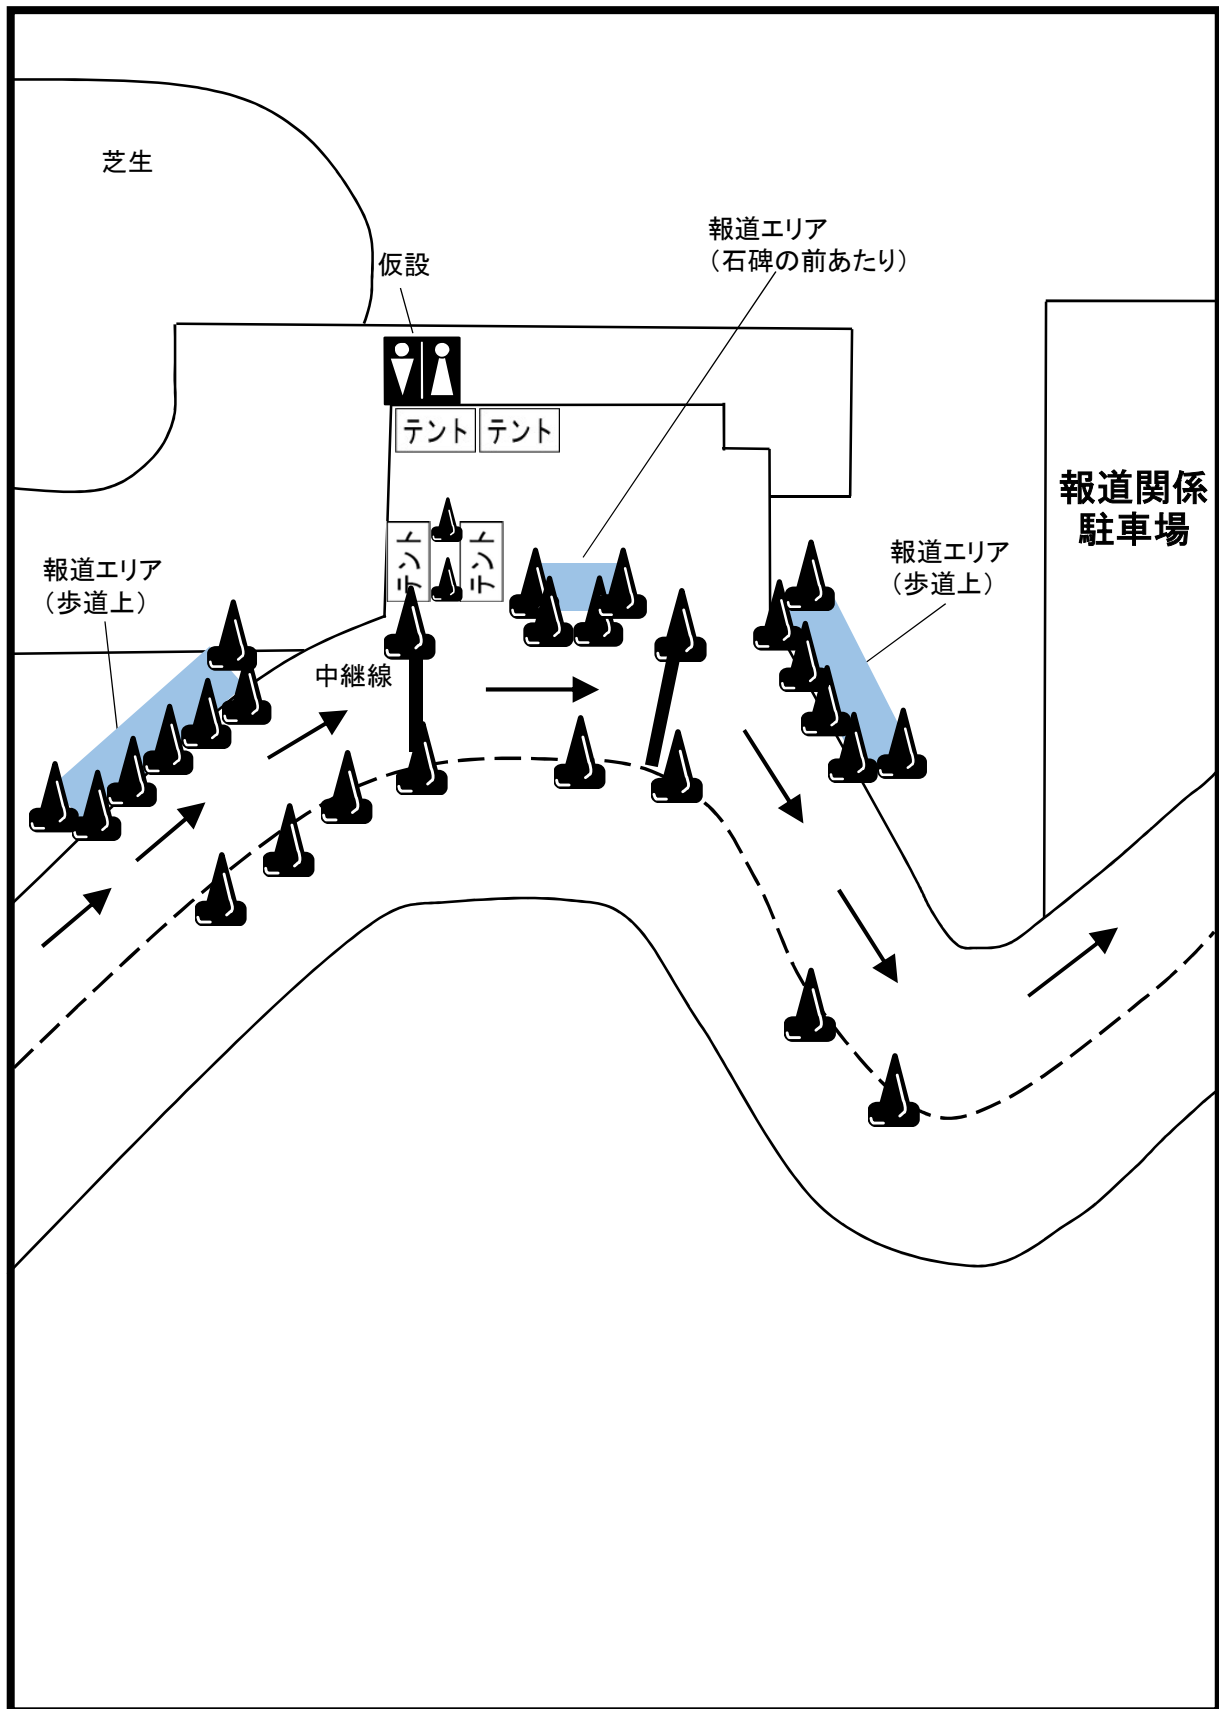 芝生
報道エリア
（石碑の前あたり）
仮設
テント テント
報道関係
駐車場
テント テント
報道エリア
（歩道上）
報道エリア
（歩道上）
中継線